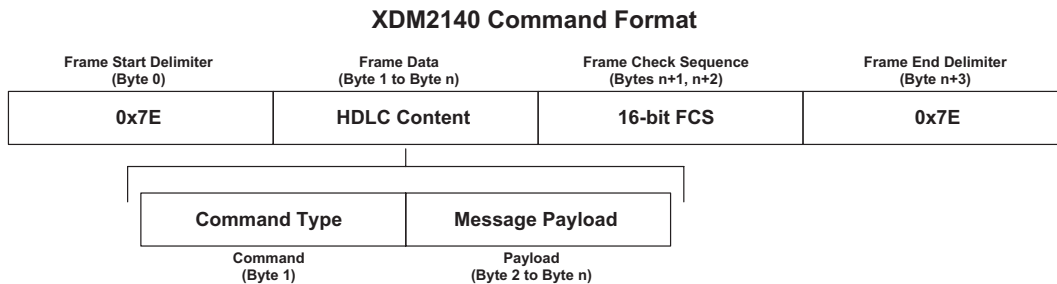 XDM2140 Command Format
Frame Start Delimiter
(Byte 0)
Frame Data
(Byte 1 to Byte n)
Frame Check Sequence
(Bytes n+1, n+2)
Frame End Delimiter
(Byte n+3)
0x7E
HDLC Content
16-bit FCS
0x7E
Command Type
Message Payload
Command
(Byte 1)
Payload
(Byte 2 to Byte n)